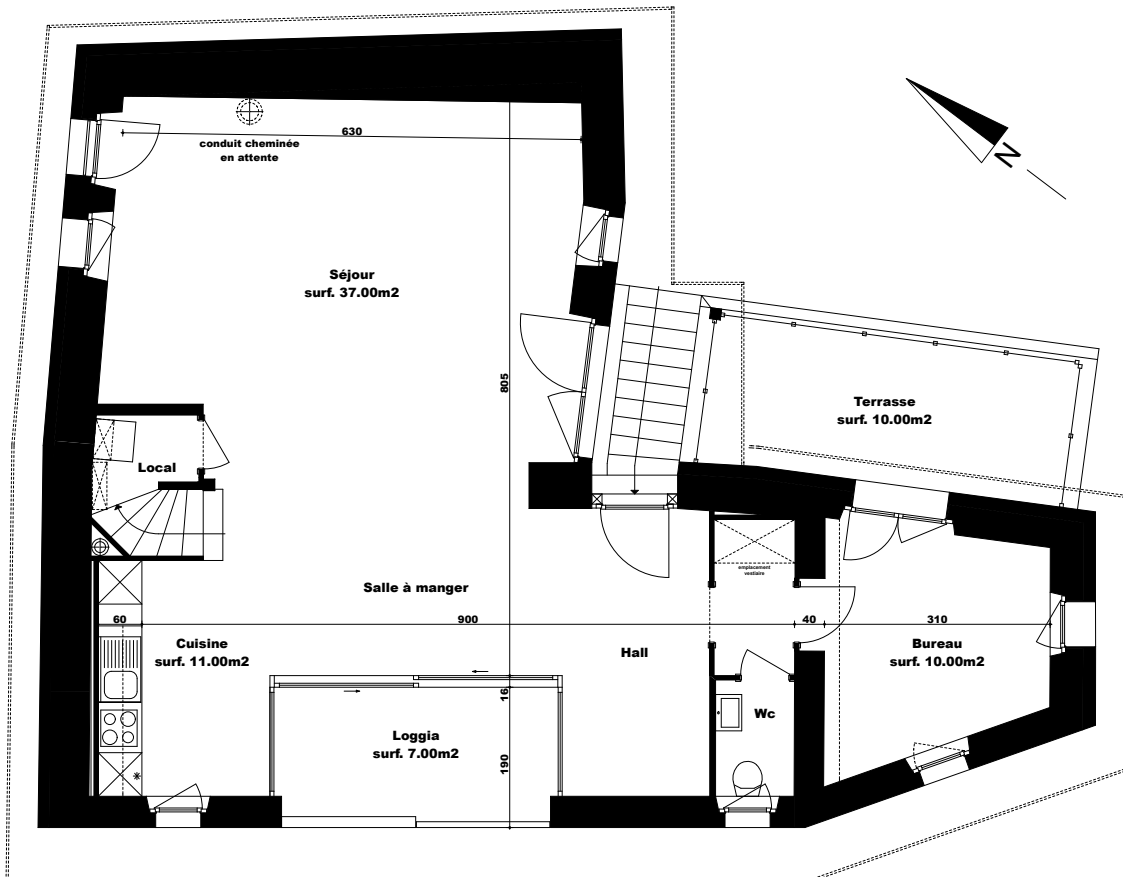 630
conduit cheminée
en attente
N
Séjour
surf. 37.00m2
805
Terrasse
surf. 10.00m2
Local
emplacement
vestiaire
Salle à manger
60
900
40
310
Cuisine
surf. 11.00m2
Hall
Bureau
surf. 10.00m2
16
Wc
Loggia
surf. 7.00m2
190